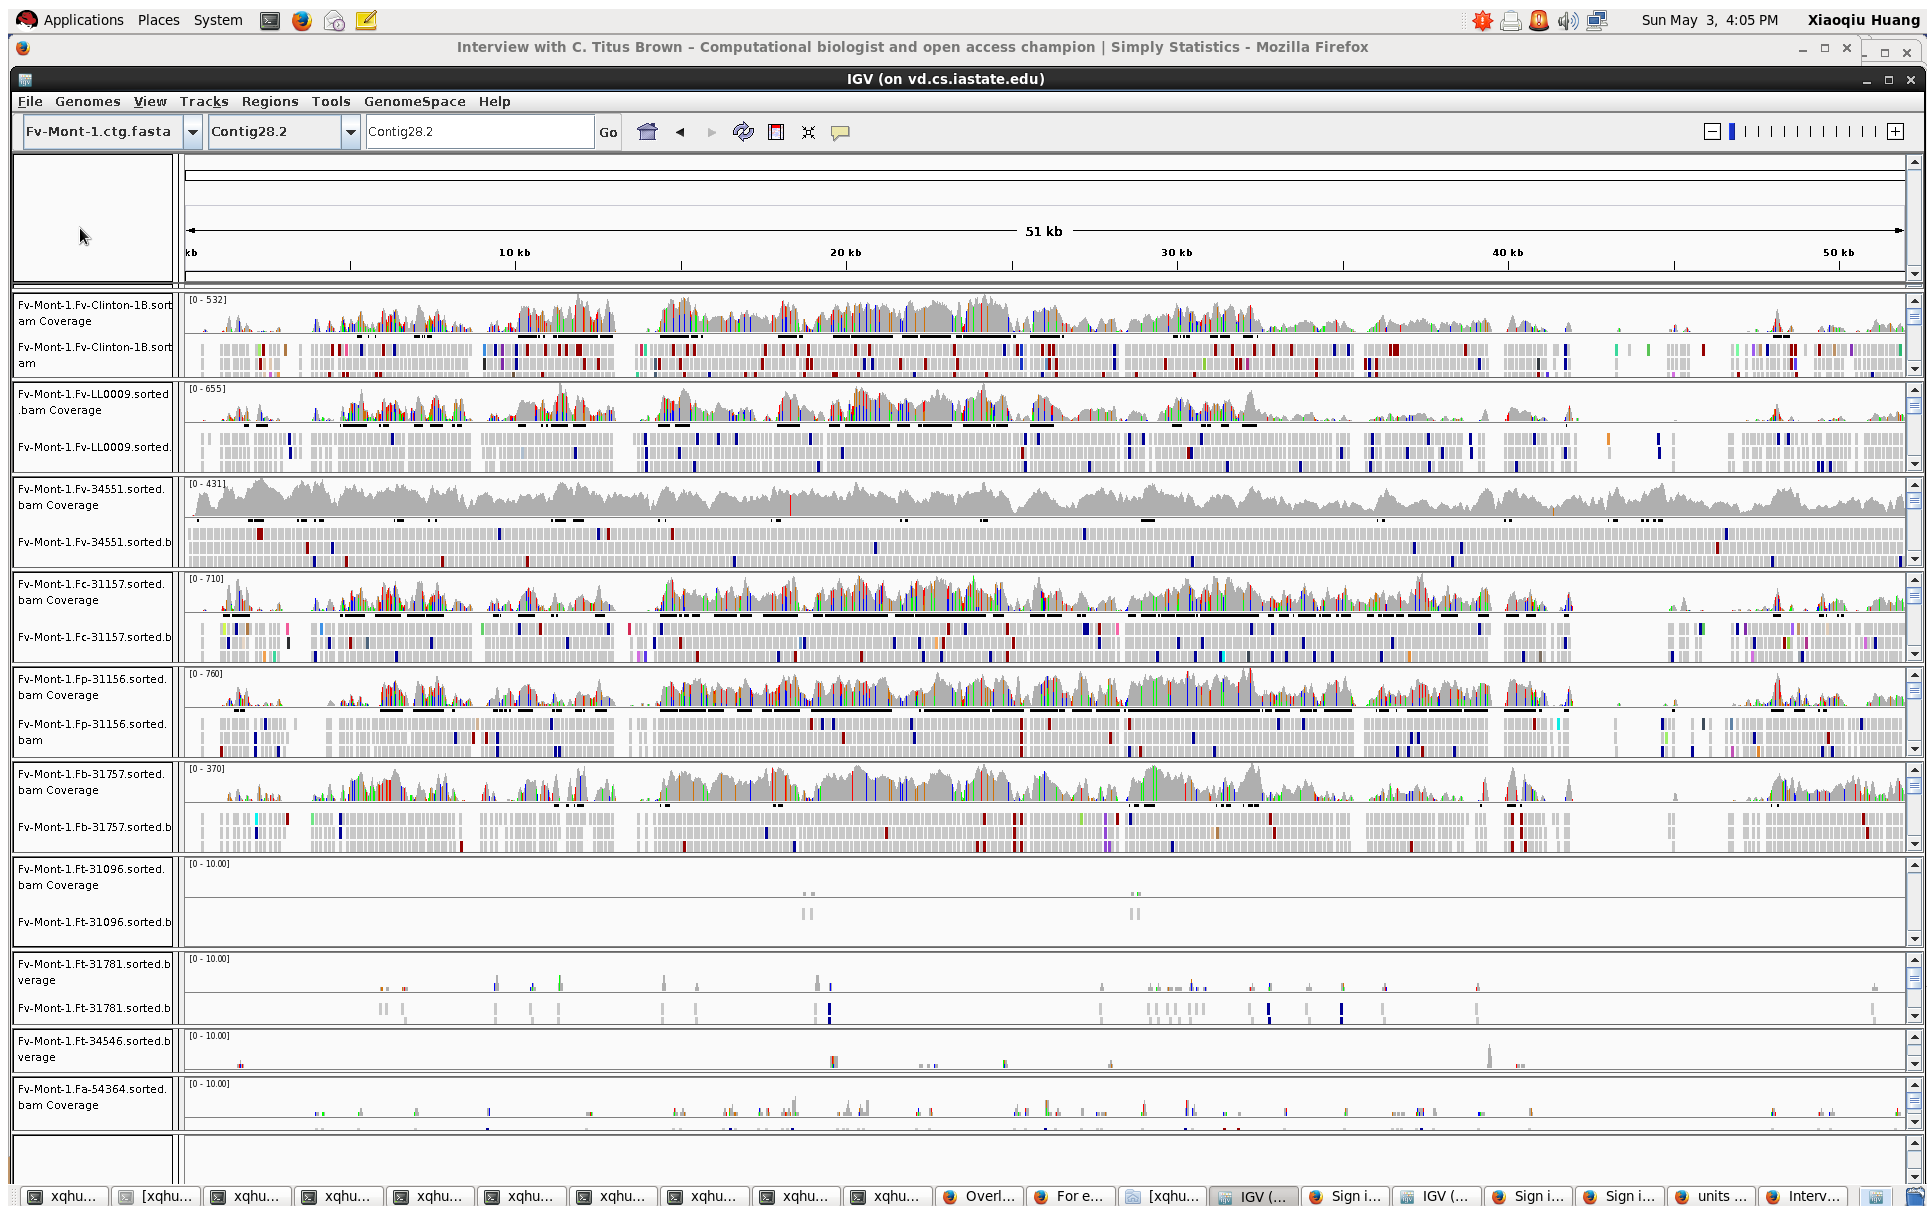 Applications Places System Sun May 3, 4:05 PM Xiaoqiu Huang
Interview with C. Titus Brown – Computational biologist and open access champion | Simply Statistics - Mozilla Firefox
IGV (on vd.cs.iastate.edu)
File Genomes View Tracks Regions Tools GenomeSpace Help
Fv-Mont-1.ctg.fasta Contig28.2 Contig28.2 Go
51 kb
kb 10 kb 20 kb 30 kb 40 kb 50 kb
Fv-Mont-1.Fv-Clinton-1B.sort [0 - 532]
am Coverage
Fv-Mont-1.Fv-Clinton-1B.sort
am
Fv-Mont-1.Fv-LL0009.sorted [0 - 655]
.bam Coverage
Fv-Mont-1.Fv-LL0009.sorted.
Fv-Mont-1.Fv-34551.sorted. [0 - 431]
bam Coverage
Fv-Mont-1.Fv-34551.sorted.b
Fv-Mont-1.Fc-31157.sorted. [0 - 710]
bam Coverage
Fv-Mont-1.Fc-31157.sorted.b
Fv-Mont-1.Fp-31156.sorted. [0 - 760]
bam Coverage
Fv-Mont-1.Fp-31156.sorted.
bam
Fv-Mont-1.Fb-31757.sorted. [0 - 370]
bam Coverage
Fv-Mont-1.Fb-31757.sorted.b
Fv-Mont-1.Ft-31096.sorted. [0 - 10.00]
bam Coverage
Fv-Mont-1.Ft-31096.sorted.b
Fv-Mont-1.Ft-31781.sorted.b [0 - 10.00]
verage
Fv-Mont-1.Ft-31781.sorted.b
Fv-Mont-1.Ft-34546.sorted.b [0 - 10.00]
verage
Fv-Mont-1.Fa-54364.sorted. [0 - 10.00]
bam Coverage
xqhu... [xqhu... xqhu... xqhu... xqhu... xqhu... xqhu... xqhu... xqhu... xqhu... Overl... For e... [xqhu... IGV (... Sign i... IGV (... Sign i... Sign i... units ... Interv...